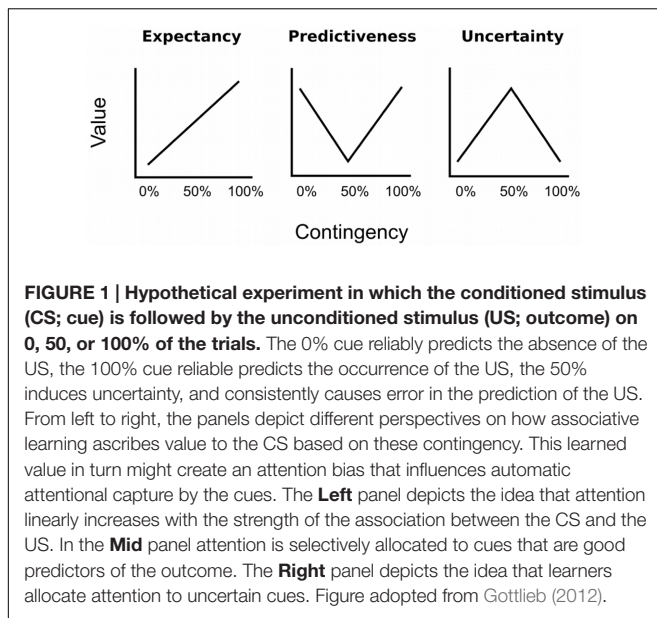 Expectancy Predictiveness Uncertainty
Value
0% 50% 100% 0% 50% 100% 0% 50% 100%
Contingency
FIGURE 1 | Hypothetical experiment in which the conditioned stimulus
(CS; cue) is followed by the unconditioned stimulus (US; outcome) on
0, 50, or 100% of the trials. The 0% cue reliably predicts the absence of the
US, the 100% cue reliable predicts the occurrence of the US, the 50%
induces uncertainty, and consistently causes error in the prediction of the US.
From left to right, the panels depict different perspectives on how associative
learning ascribes value to the CS based on these contingency. This learned
value in turn might create an attention bias that influences automatic
attentional capture by the cues. The Left panel depicts the idea that attention
linearly increases with the strength of the association between the CS and the
US. In the Mid panel attention is selectively allocated to cues that are good
predictors of the outcome. The Right panel depicts the idea that learners
allocate attention to uncertain cues. Figure adopted from Gottlieb (2012).